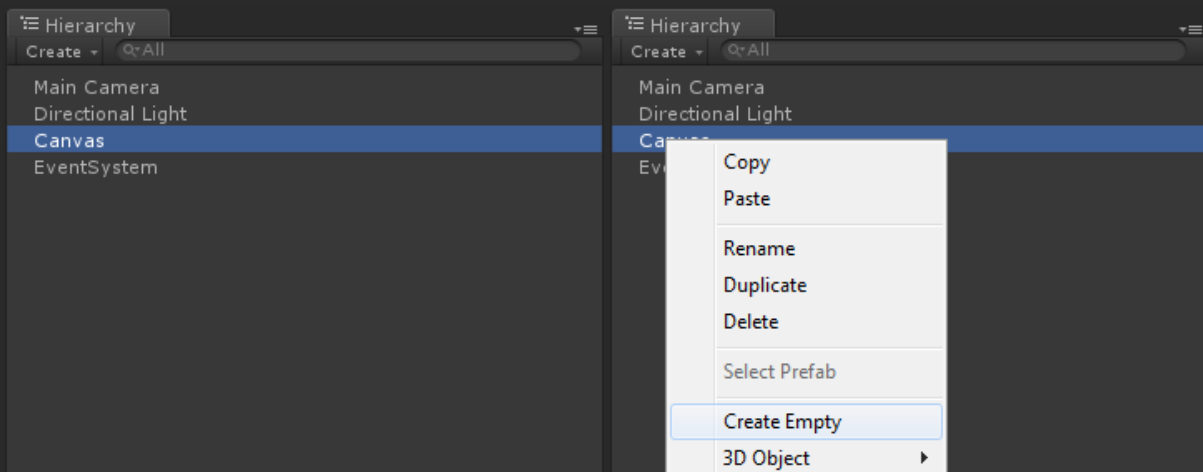 Hierarchy
Create All
Main Camera
Directional Light
Canvas
EventSystem
Hierarchy
Create All
Main Camera
Directional Light
Copy
Paste
Rename
Duplicate
Delete
Select Prefab
Create Empty
3D Object